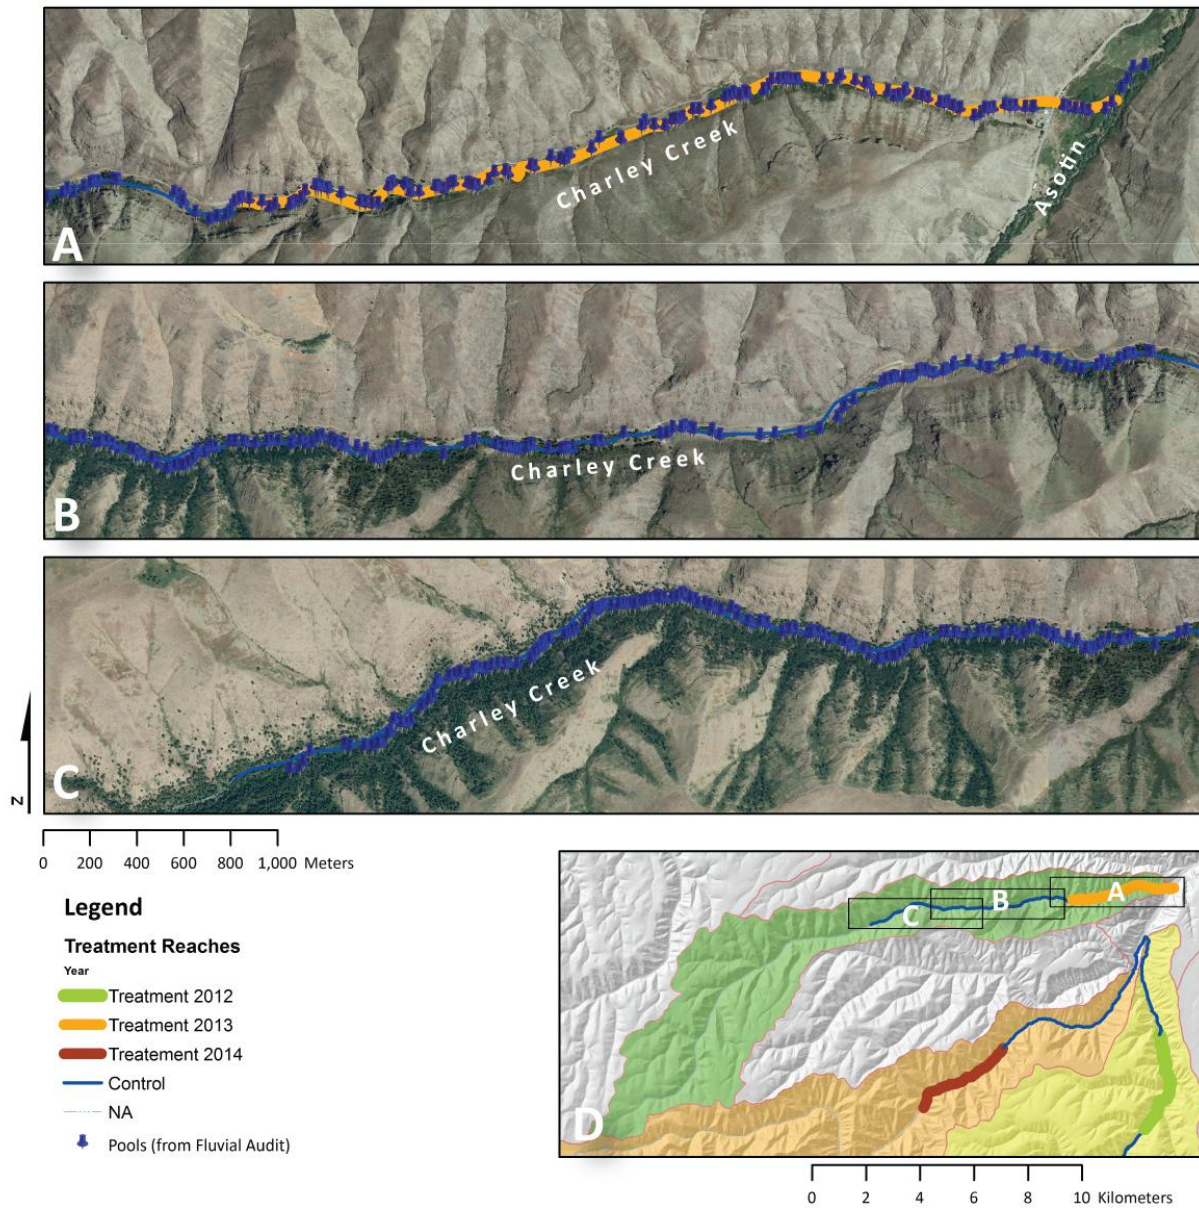 Charley Creek
Asotin
A
Charley Creek
B
Charley Creek
C
N
0 200 400 600 800 1,000 Meters
Legend
Treatment Reaches
Year
Treatment 2012
Treatment 2013
Treatement 2014
Control
NA
Pools (from Fluvial Audit)
A
B
C
D
0 2 4 6 8 10 Kilometers